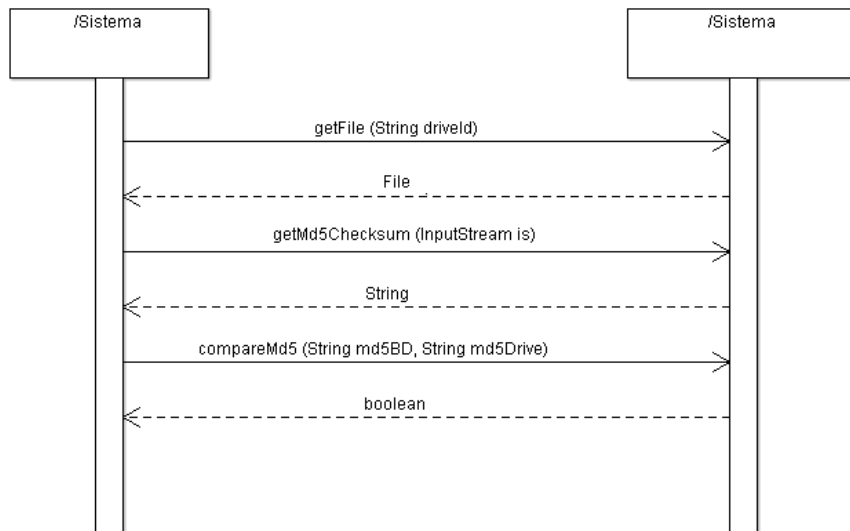 /Sistema
/Sistema
getFile (String driveId)
File
getMd5Checksum (InputStream is)
String
compareMd5 (String md5BD, String md5Drive)
boolean